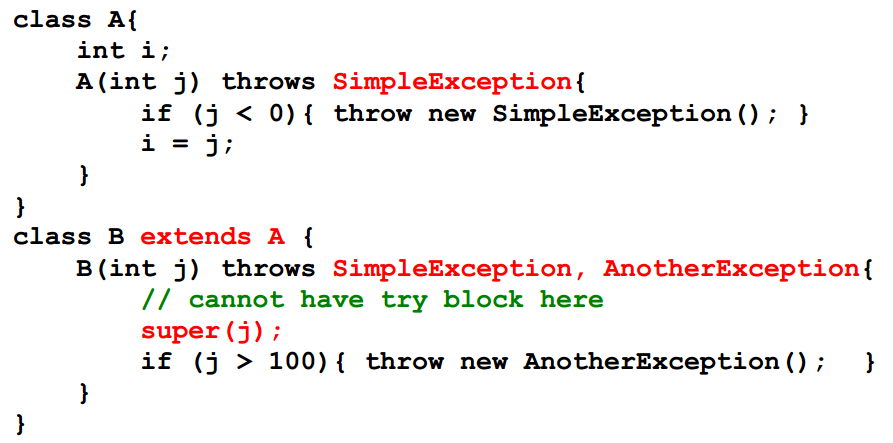 class A{
    int i;
    A(int j) throws SimpleException{
        if (j < 0){ throw new SimpleException(); }
        i = j;
    }
}
class B extends A {
    B(int j) throws SimpleException, AnotherException{
        // cannot have try block here
        super(j);
        if (j > 100){ throw new AnotherException();  }
    }
}